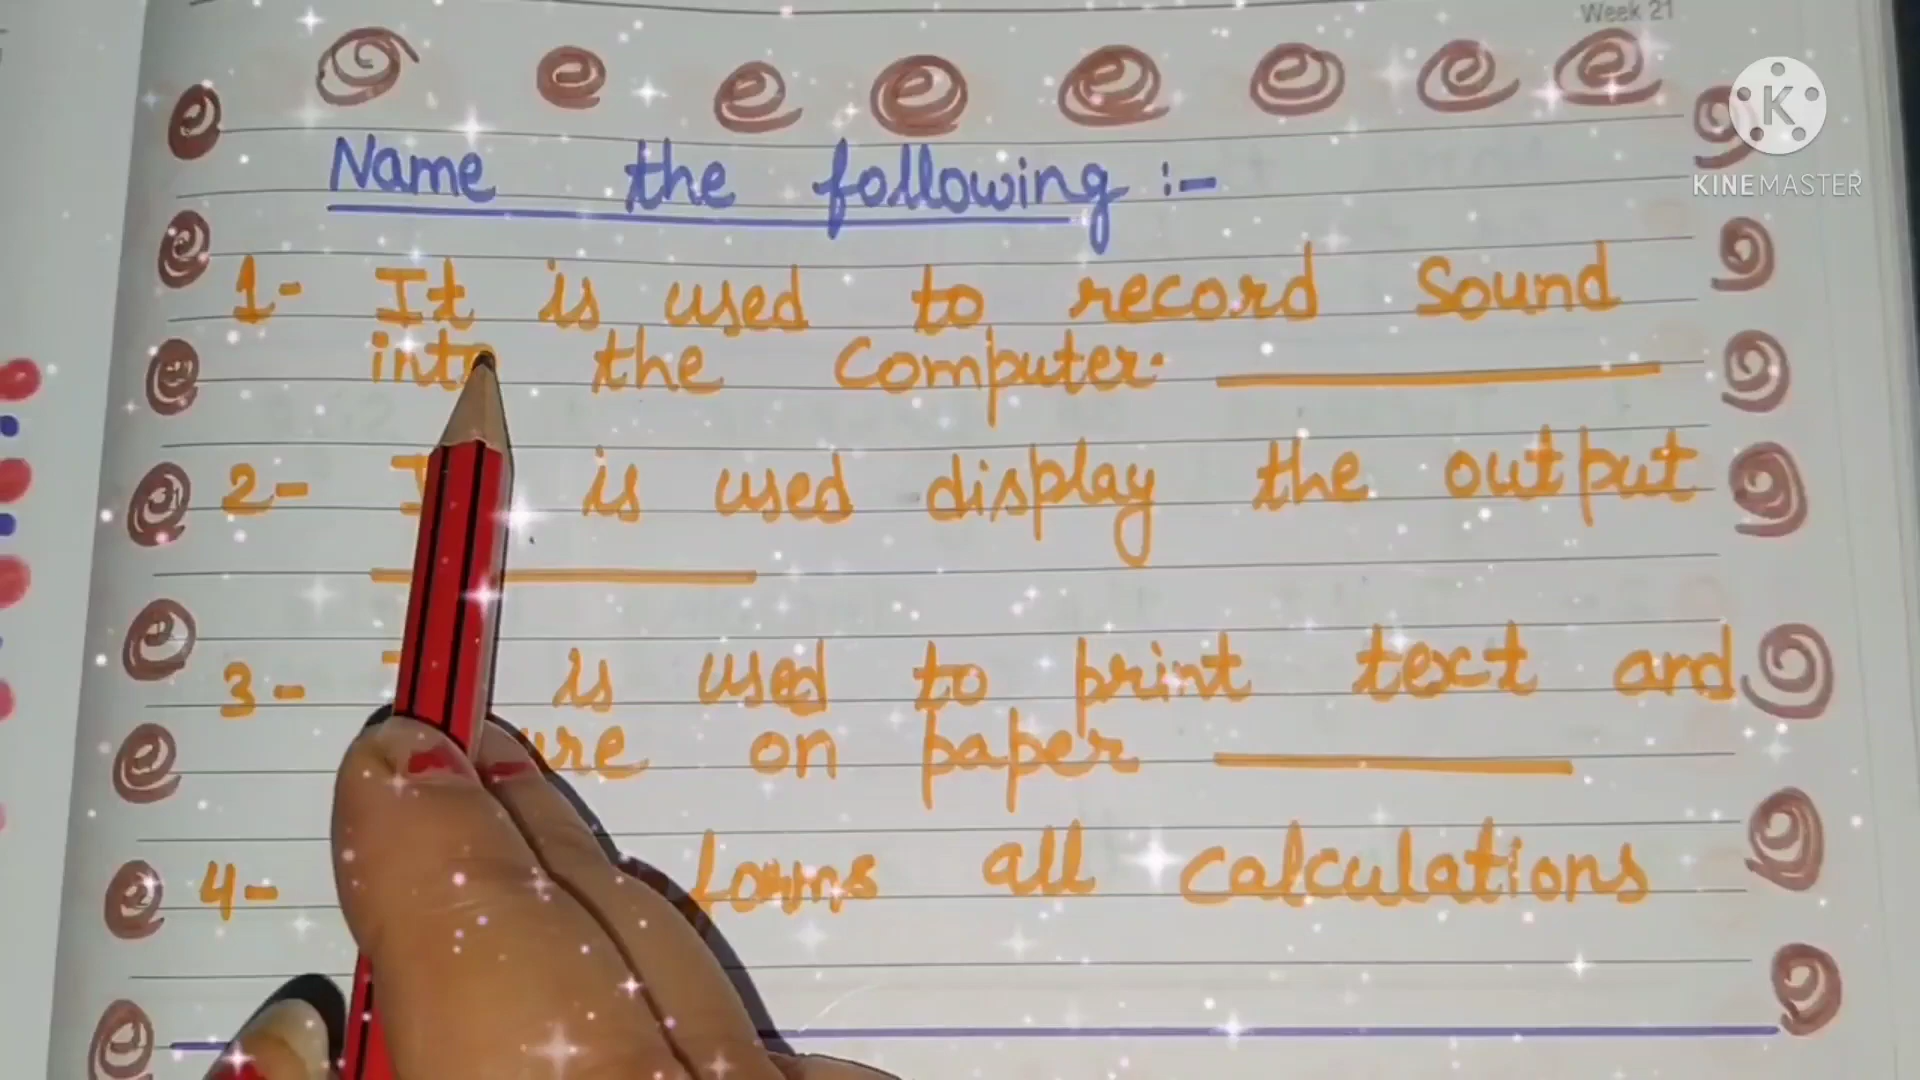 Week 21
KINEMASTER
Name the following :-
1- It is used to record Sound
into the Computer.
2- is used display the output
3- is used to print text and
on paper
4- all calculations